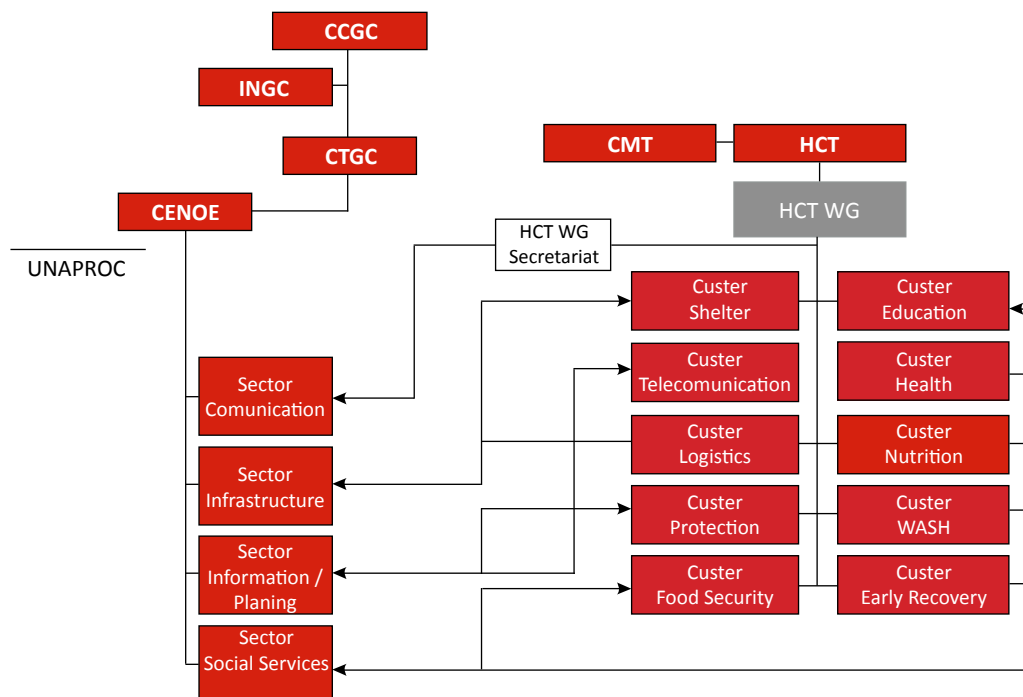 CCGC
INGC
CTGC
CMT
HCT
CENOE
HCT WG
UNAPROC
HCT WG
Secretariat
Custer
Shelter
Custer
Education
Sector
Comunication
Custer
Telecomunication
Custer
Health
Sector
Infrastructure
Custer
Logistics
Custer
Nutrition
Sector
Information /
Planing
Custer
Protection
Custer
WASH
Sector
Social Services
Custer
Food Security
Custer
Early Recovery